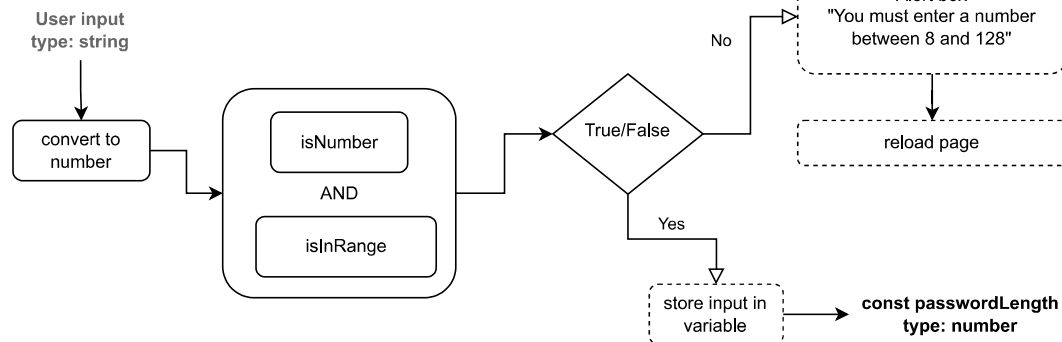 User input
type: string
convert to
number
isNumber
AND
isInRange
True/False
No
"You must enter a number
between 8 and 128"
reload page
Yes
store input in
variable
const passwordLength
type: number